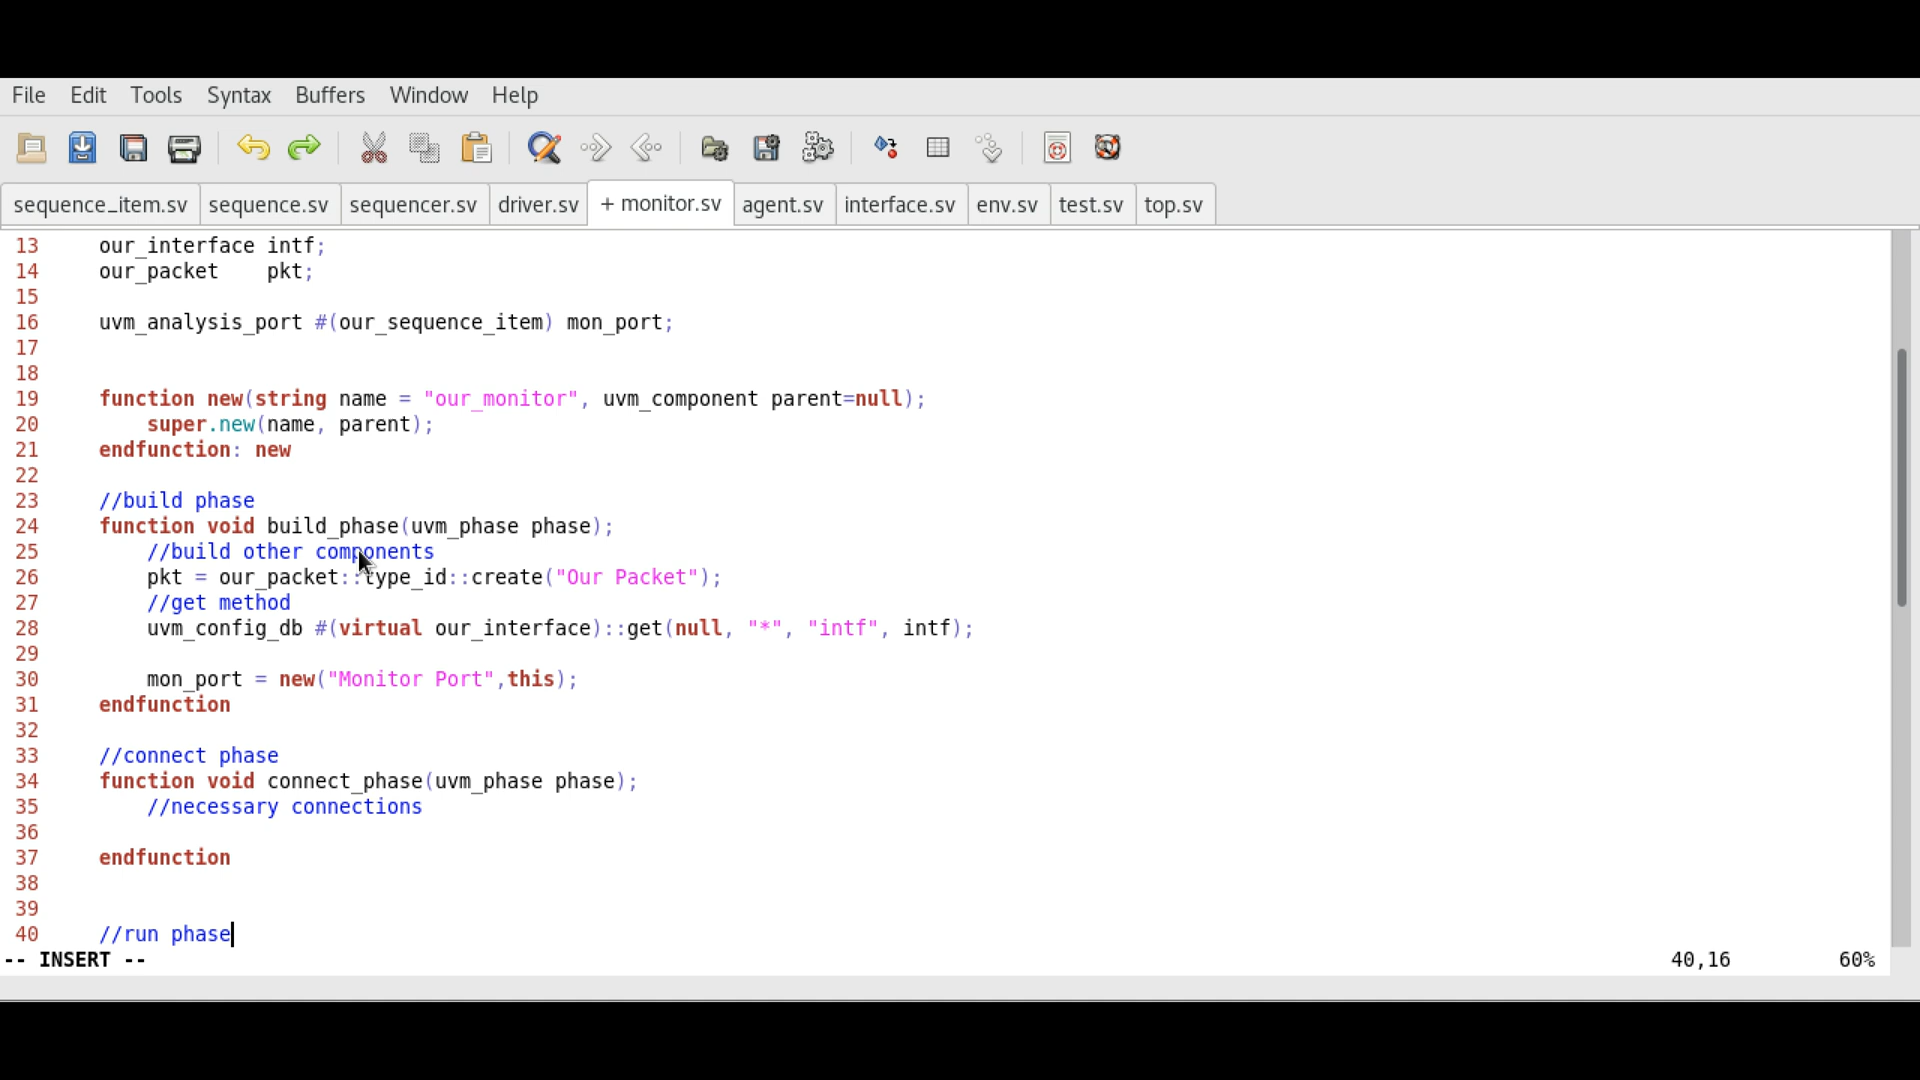 File Edit Tools Syntax Buffers Window Help
sequence_item.sv sequence.sv sequencer.sv driver.sv + monitor.sv agent.sv interface.sv env.sv test.sv top.sv
13 our_interface intf;
14 our_packet    pkt;
15
16 uvm_analysis_port #(our_sequence_item) mon_port;
17
18
19 function new(string name = "our_monitor", uvm_component parent=null);
20 super.new(name, parent);
21 endfunction: new
22
23 //build phase
24 function void build_phase(uvm_phase phase);
25 //build other components
26 pkt = our_packet::type_id::create("Our Packet");
27 //get method
28 uvm_config_db #(virtual our_interface)::get(null, "*", "intf", intf);
29
30 mon_port = new("Monitor Port",this);
31 endfunction
32
33 //connect phase
34 function void connect_phase(uvm_phase phase);
35 //necessary connections
36
37 endfunction
38
39
40 //run phase
-- INSERT -- 40,16 60%